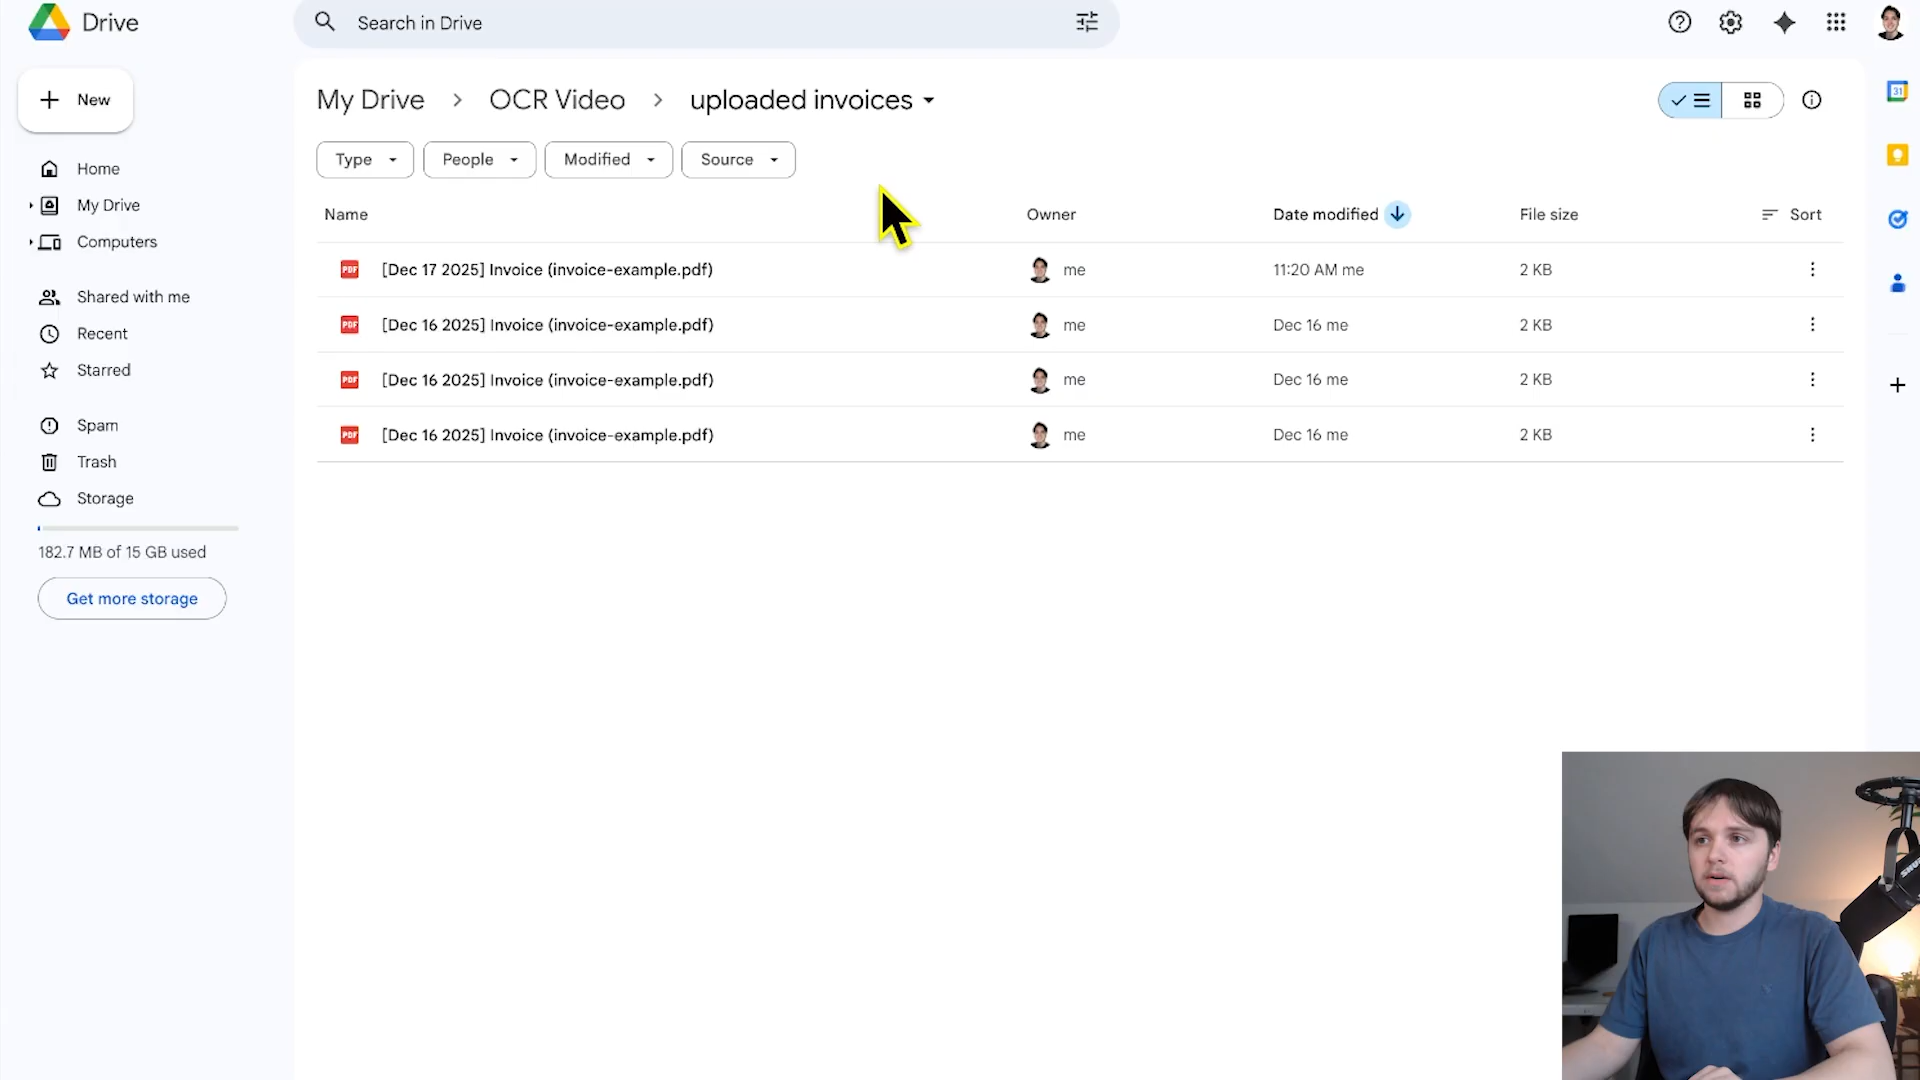 Drive
Search in Drive
New
My Drive > OCR Video > uploaded invoices
Type People Modified Source
Home
My Drive
Computers
Shared with me
Recent
Starred
Spam
Trash
Storage
182.7 MB of 15 GB used
Get more storage
Name Owner Date modified File size Sort
PDF [Dec 17 2025] Invoice (invoice-example.pdf) me 11:20 AM me 2 KB
PDF [Dec 16 2025] Invoice (invoice-example.pdf) me Dec 16 me 2 KB
PDF [Dec 16 2025] Invoice (invoice-example.pdf) me Dec 16 me 2 KB
PDF [Dec 16 2025] Invoice (invoice-example.pdf) me Dec 16 me 2 KB
31